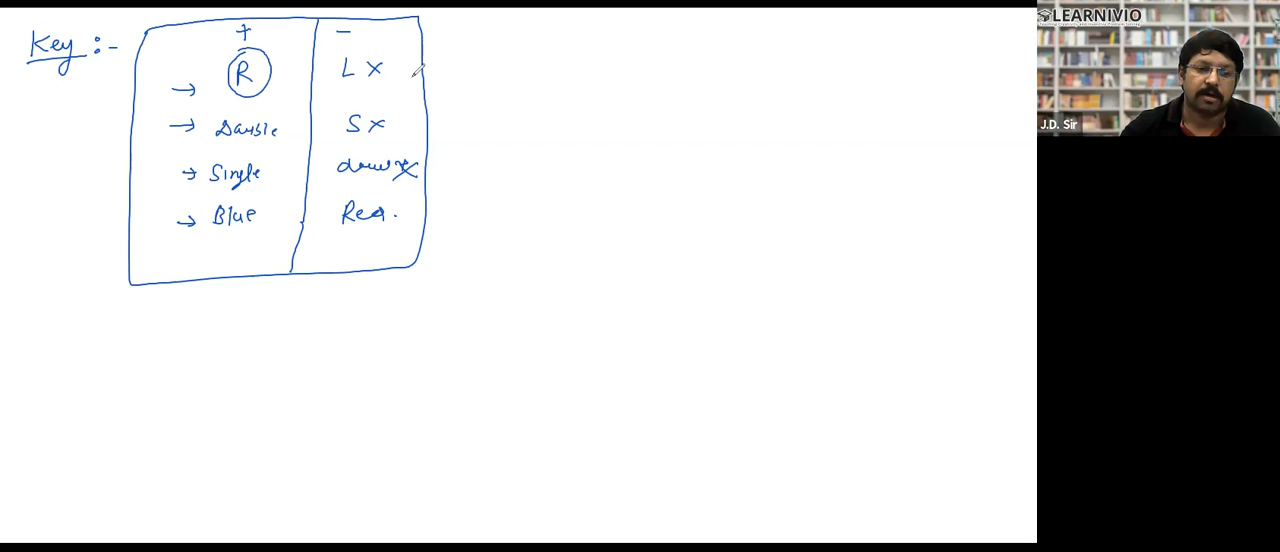 Key :-
+ -
→ R L x
→ Double S x
→ Single
→ Blue Red.
LEARNIVIO
J.D. Sir